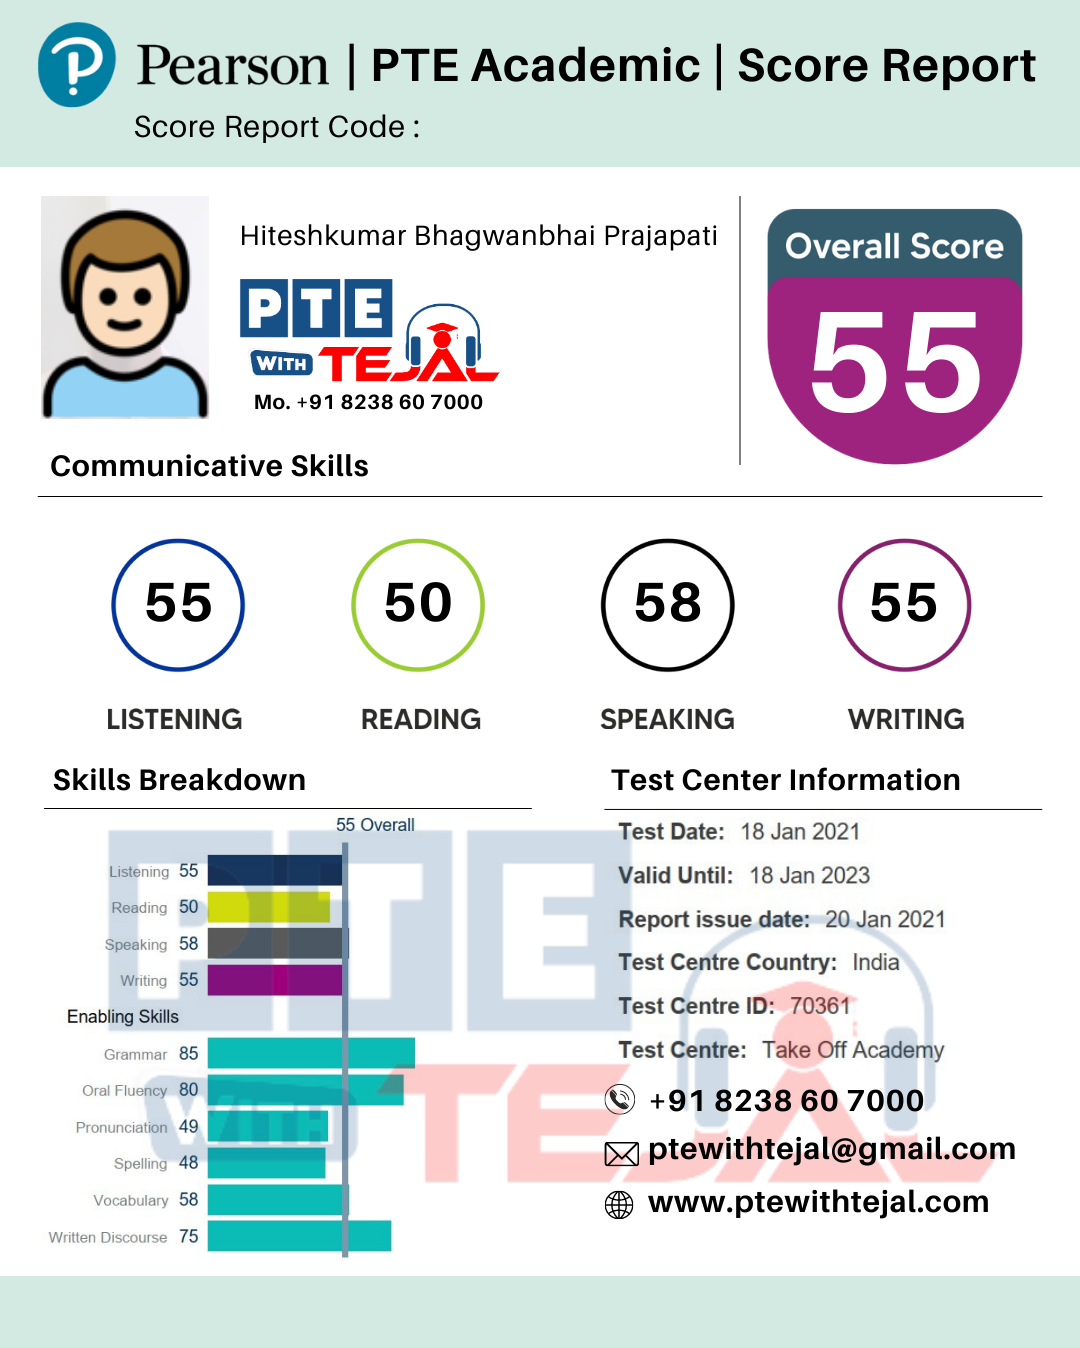 Pearson | PTE Academic | Score Report
Score Report Code :
Hiteshkumar Bhagwanbhai Prajapati
PTE
WITH TEJAL
Mo. +91 8238 60 7000
Overall Score
55
Communicative Skills
55 50 58 55
LISTENING READING SPEAKING WRITING
Skills Breakdown
55 Overall
Listening 55
Reading 50
Speaking 58
Writing 55
Enabling Skills
Grammar 85
Oral Fluency 80
Pronunciation 49
Spelling 48
Vocabulary 58
Written Discourse 75
Test Center Information
Test Date: 18 Jan 2021
Valid Until: 18 Jan 2023
Report issue date: 20 Jan 2021
Test Centre Country: India
Test Centre ID: 70361
Test Centre: Take Off Academy
+91 8238 60 7000
ptewithtejal@gmail.com
www.ptewithtejal.com
PTE
WITH TEJAL